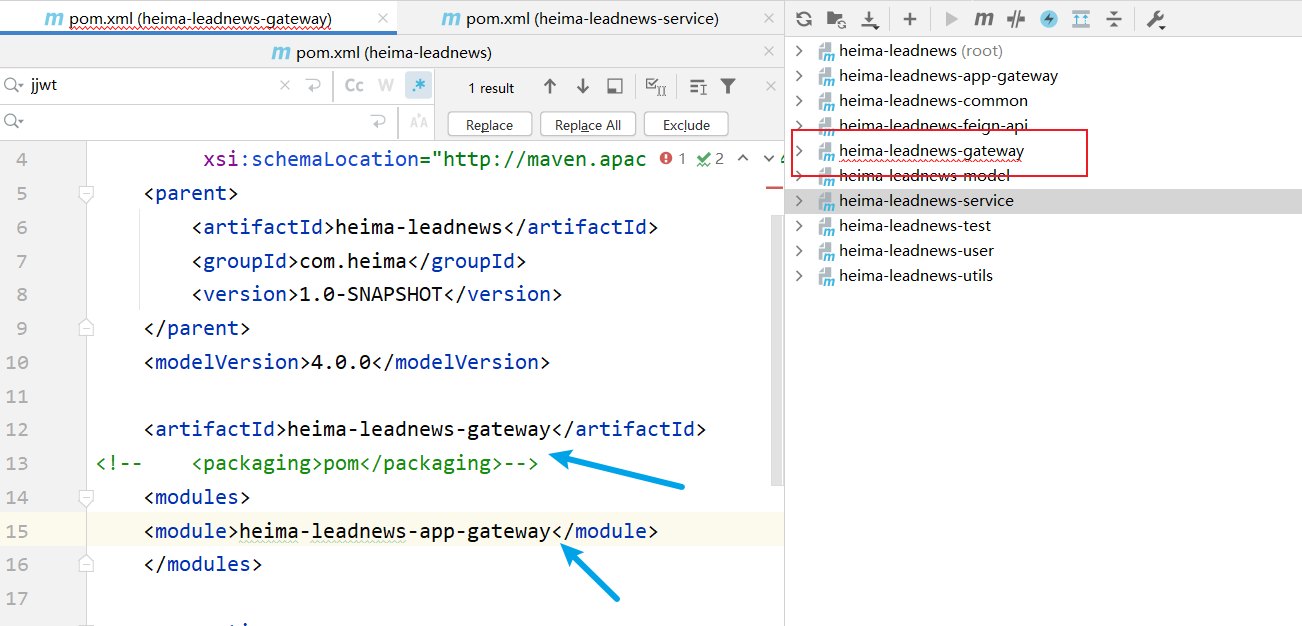 pom.xml (heima-leadnews-gateway)
pom.xml (heima-leadnews-service)
pom.xml (heima-leadnews)
jjwt
Cc W .*
1 result
Replace
Replace All
Exclude
4 xsi:schemaLocation="http://maven.apac
1 2
5 <parent>
6 <artifactId>heima-leadnews</artifactId>
7 <groupId>com.heima</groupId>
8 <version>1.0-SNAPSHOT</version>
9 </parent>
10 <modelVersion>4.0.0</modelVersion>
11
12 <artifactId>heima-leadnews-gateway</artifactId>
13 <!-- <packaging>pom</packaging>-->
14 <modules>
15 <module>heima-leadnews-app-gateway</module>
16 </modules>
17
heima-leadnews (root)
heima-leadnews-app-gateway
heima-leadnews-common
heima-leadnews-feign-api
heima-leadnews-gateway
heima-leadnews-model
heima-leadnews-service
heima-leadnews-test
heima-leadnews-user
heima-leadnews-utils